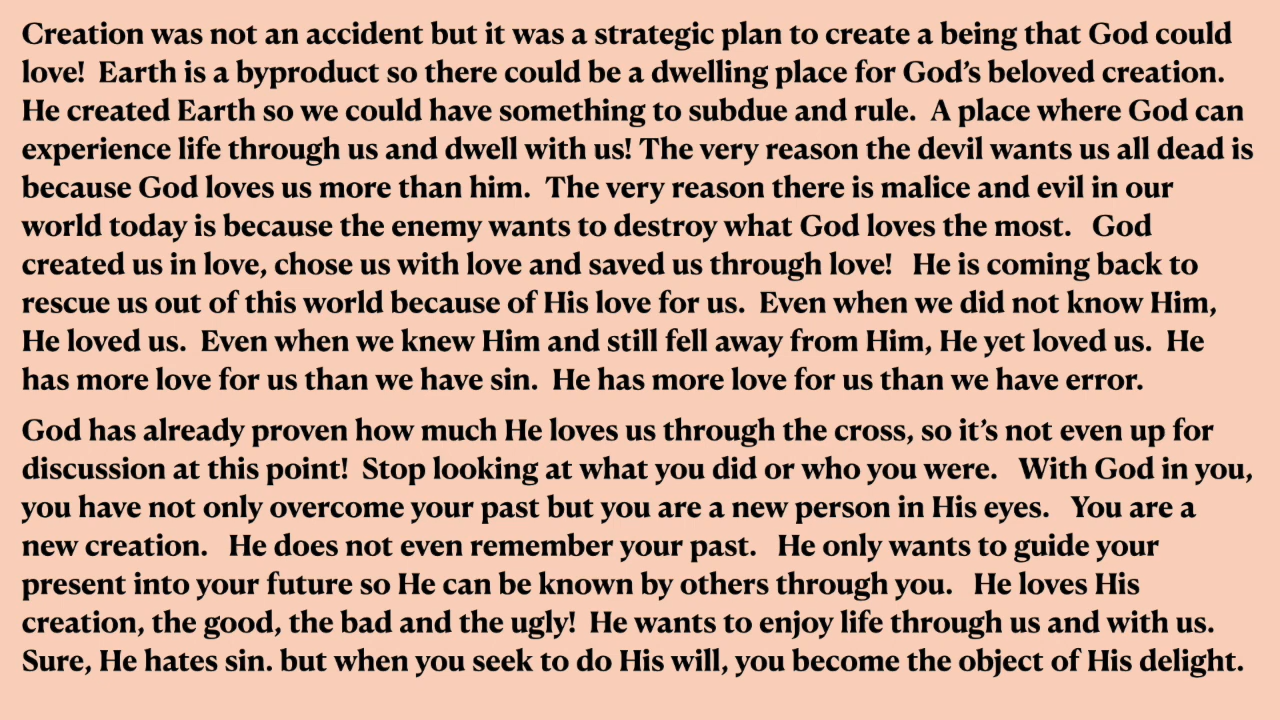 Creation was not an accident but it was a strategic plan to create a being that God could
love!  Earth is a byproduct so there could be a dwelling place for God’s beloved creation.
He created Earth so we could have something to subdue and rule.  A place where God can
experience life through us and dwell with us! The very reason the devil wants us all dead is
because God loves us more than him.  The very reason there is malice and evil in our
world today is because the enemy wants to destroy what God loves the most.   God
created us in love, chose us with love and saved us through love!   He is coming back to
rescue us out of this world because of His love for us.  Even when we did not know Him,
He loved us.  Even when we knew Him and still fell away from Him, He yet loved us.  He
has more love for us than we have sin.  He has more love for us than we have error.
God has already proven how much He loves us through the cross, so it’s not even up for
discussion at this point!  Stop looking at what you did or who you were.   With God in you,
you have not only overcome your past but you are a new person in His eyes.   You are a
new creation.   He does not even remember your past.   He only wants to guide your
present into your future so He can be known by others through you.   He loves His
creation, the good, the bad and the ugly!  He wants to enjoy life through us and with us.
Sure, He hates sin. but when you seek to do His will, you become the object of His delight.